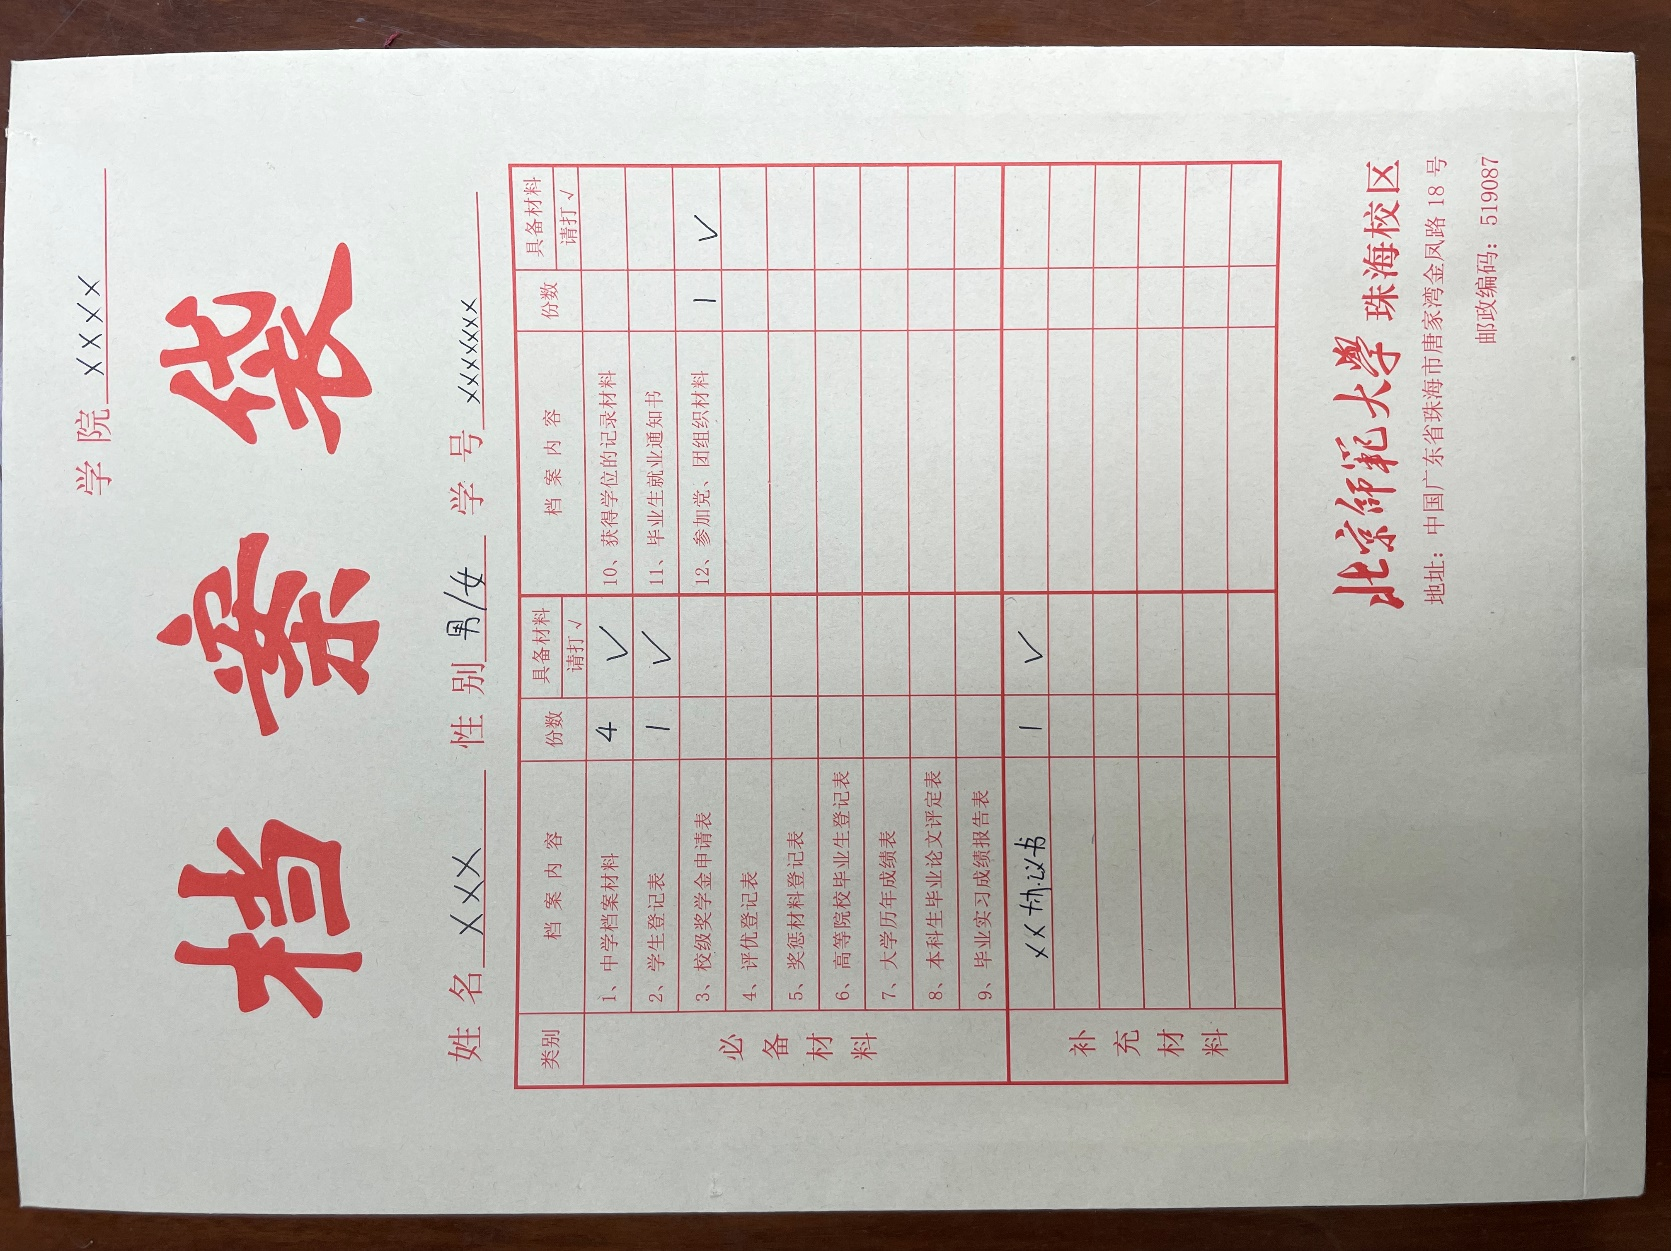 学 院 ××××
档案袋
姓 名 ××× 性 别 男/女 学 号 ×××××××
类别 档 案 内 容 份数 具备材料请打√ 档 案 内 容 份数 具备材料请打√
必备材料
1、中学档案材料 4 √ 10、获得学位的记录材料
2、学生登记表 1 √ 11、毕业生就业通知书
3、校级奖学金申请表 12、参加党、团组织材料 1 √
4、评优登记表
5、奖惩材料登记表
6、高等院校毕业生登记表
7、大学历年成绩表
8、本科生毕业论文评定表
9、毕业实习成绩报告表
补充材料
××协议书 1 √
北京师範大学 珠海校区
地址：中国广东省珠海市唐家湾金凤路 18 号
邮政编码：519087